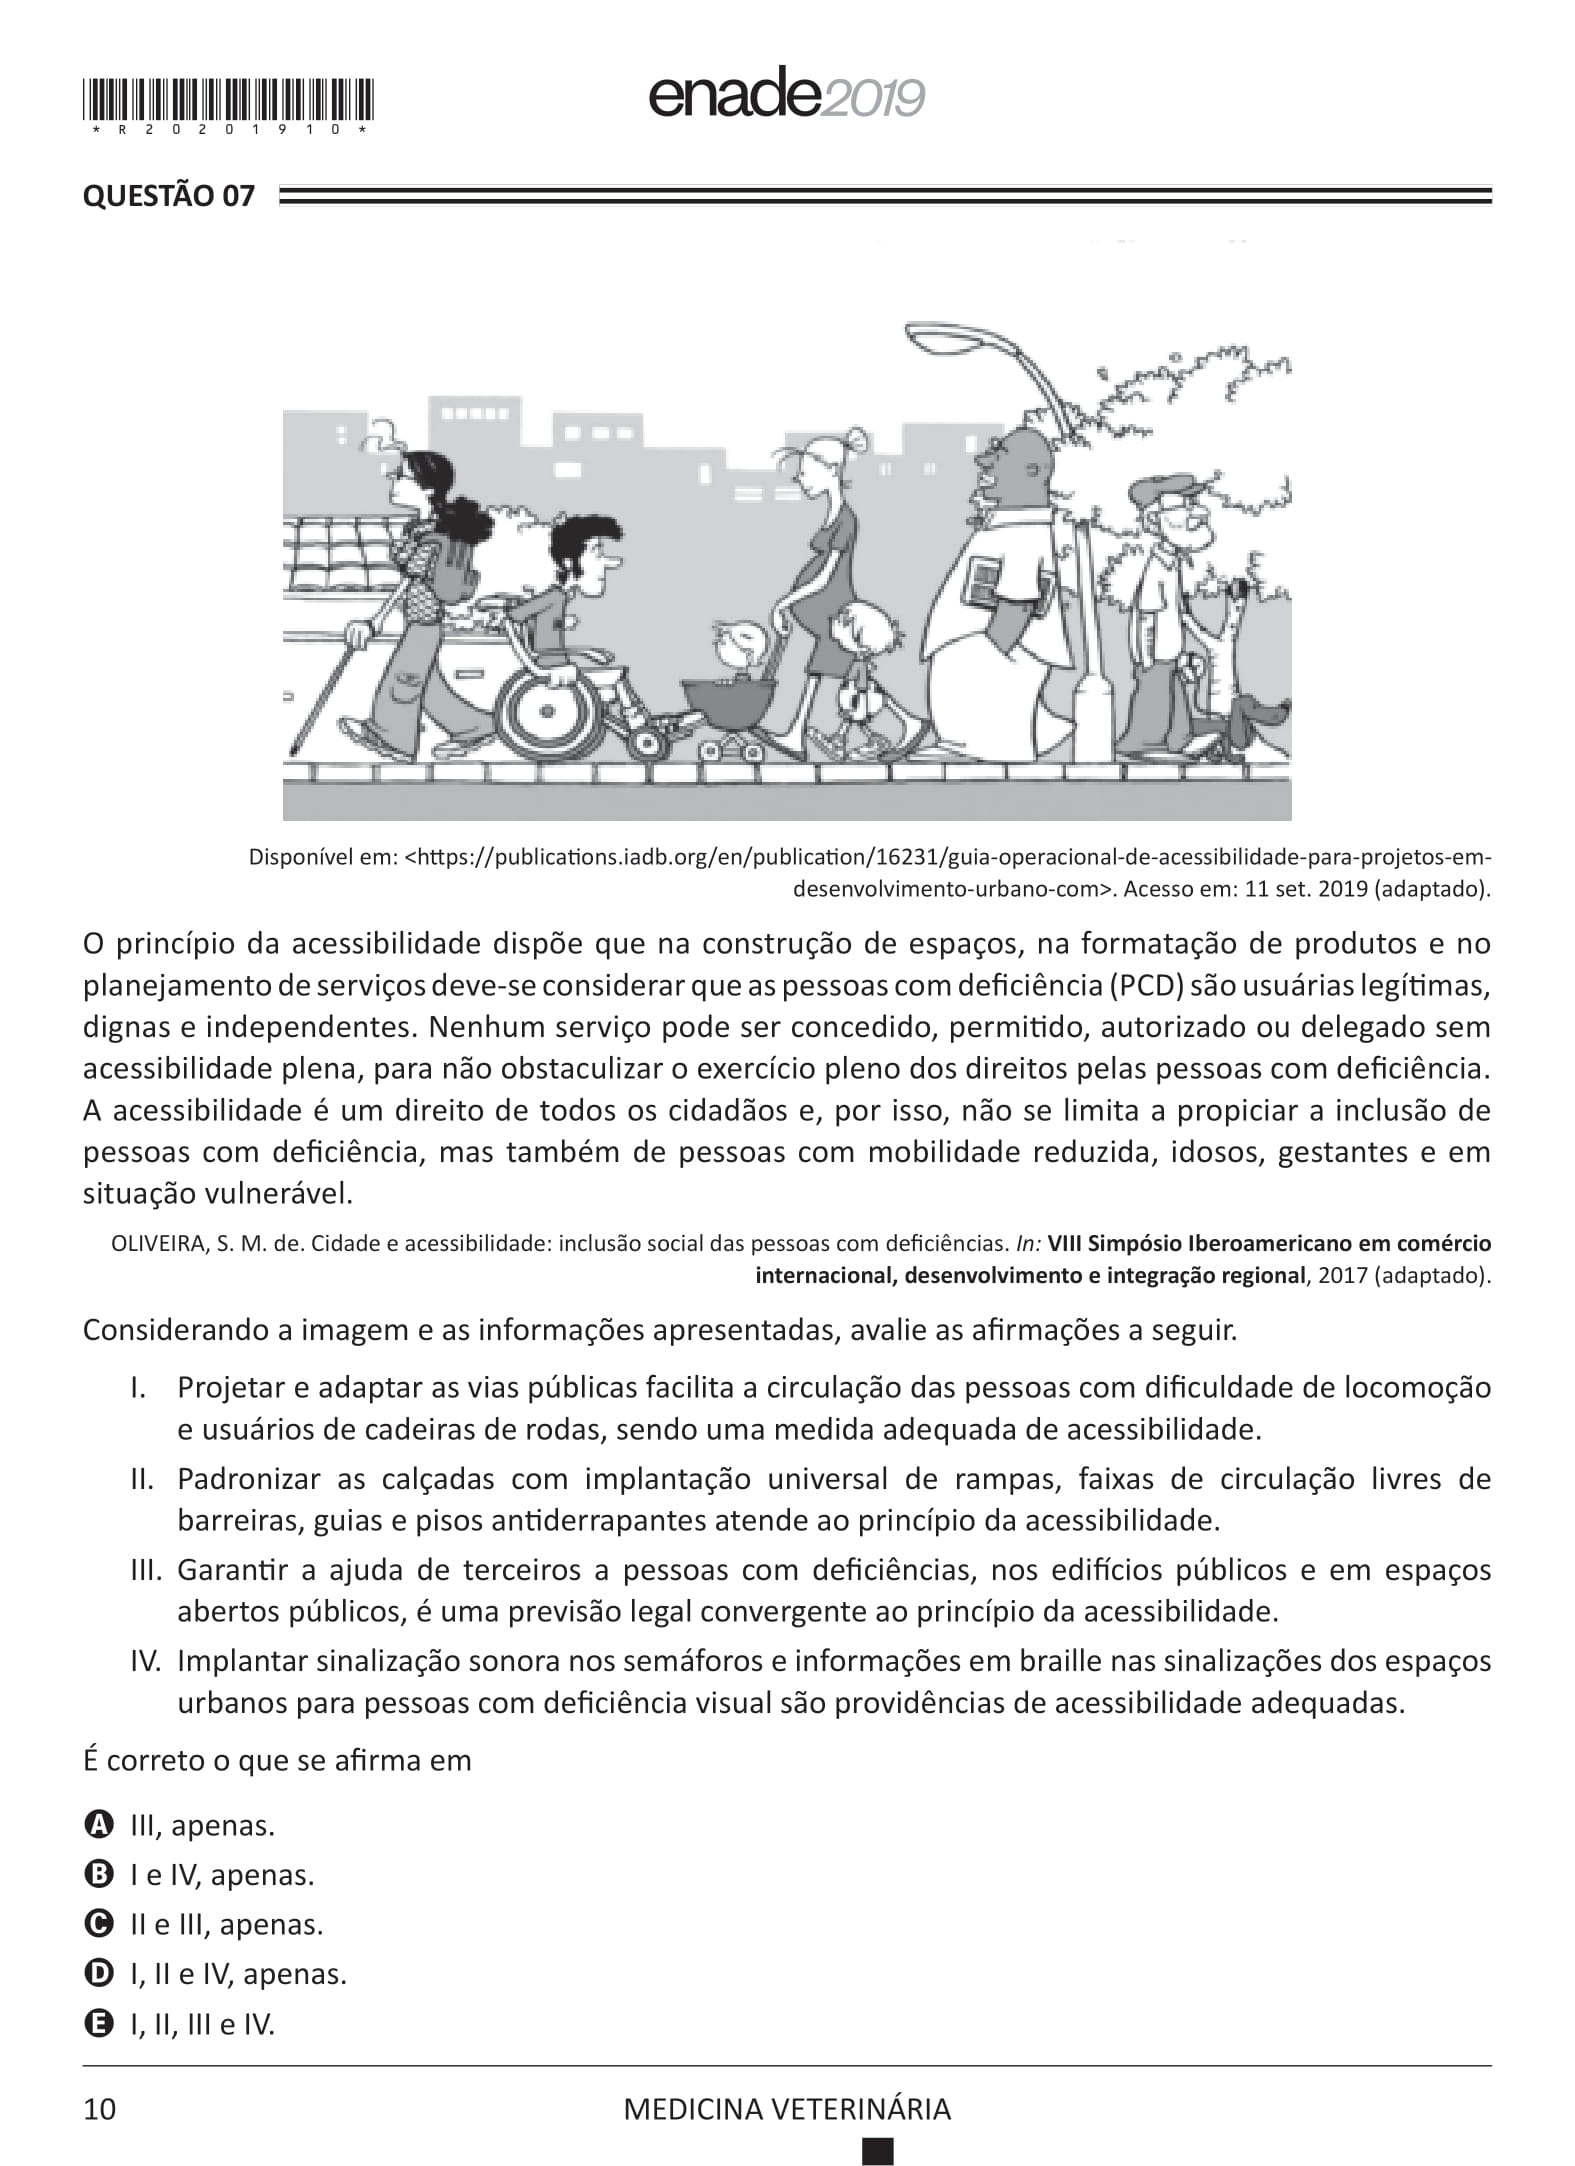 *R20201910*
enade2019
QUESTÃO 07
Disponível em: <https://publications.iadb.org/en/publication/16231/guia-operacional-de-acessibilidade-para-projetos-em-
desenvolvimento-urbano-com>. Acesso em: 11 set. 2019 (adaptado).
O princípio da acessibilidade dispõe que na construção de espaços, na formatação de produtos e no
planejamento de serviços deve-se considerar que as pessoas com deficiência (PCD) são usuárias legítimas,
dignas e independentes. Nenhum serviço pode ser concedido, permitido, autorizado ou delegado sem
acessibilidade plena, para não obstaculizar o exercício pleno dos direitos pelas pessoas com deficiência.
A acessibilidade é um direito de todos os cidadãos e, por isso, não se limita a propiciar a inclusão de
pessoas com deficiência, mas também de pessoas com mobilidade reduzida, idosos, gestantes e em
situação vulnerável.
OLIVEIRA, S. M. de. Cidade e acessibilidade: inclusão social das pessoas com deficiências. In: VIII Simpósio Iberoamericano em comércio
internacional, desenvolvimento e integração regional, 2017 (adaptado).
Considerando a imagem e as informações apresentadas, avalie as afirmações a seguir.
I. Projetar e adaptar as vias públicas facilita a circulação das pessoas com dificuldade de locomoção
e usuários de cadeiras de rodas, sendo uma medida adequada de acessibilidade.
II. Padronizar as calçadas com implantação universal de rampas, faixas de circulação livres de
barreiras, guias e pisos antiderrapantes atende ao princípio da acessibilidade.
III. Garantir a ajuda de terceiros a pessoas com deficiências, nos edifícios públicos e em espaços
abertos públicos, é uma previsão legal convergente ao princípio da acessibilidade.
IV. Implantar sinalização sonora nos semáforos e informações em braille nas sinalizações dos espaços
urbanos para pessoas com deficiência visual são providências de acessibilidade adequadas.
É correto o que se afirma em
A III, apenas.
B I e IV, apenas.
C II e III, apenas.
D I, II e IV, apenas.
E I, II, III e IV.
10 MEDICINA VETERINÁRIA